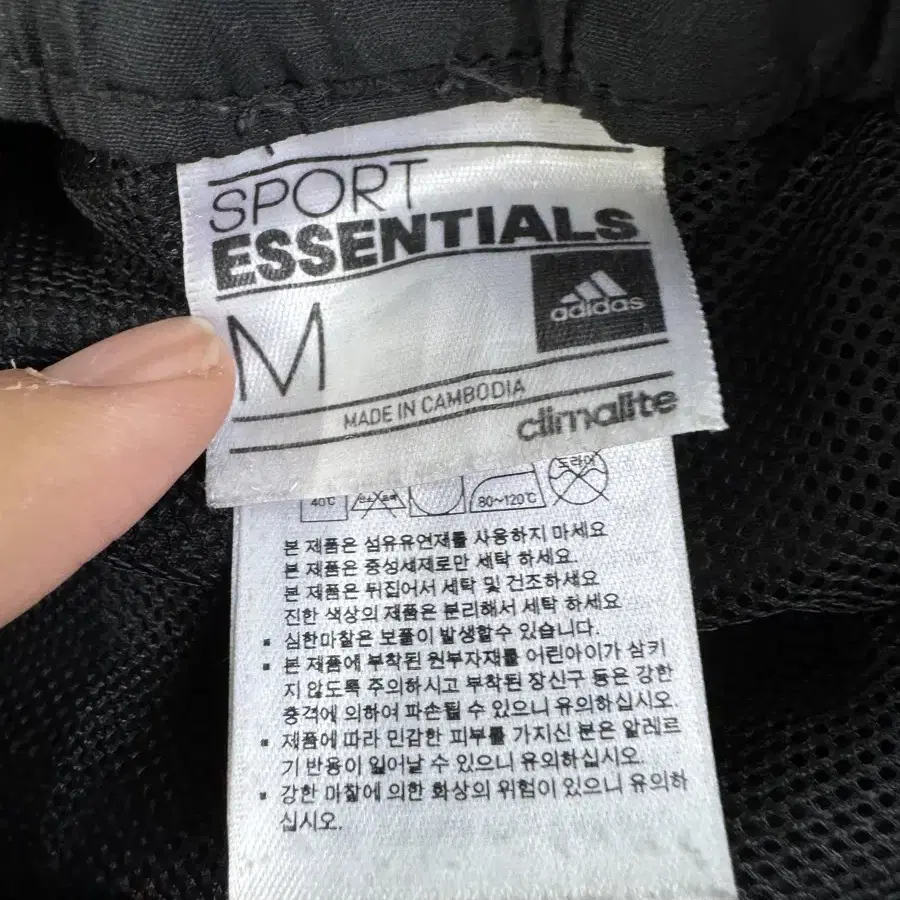 SPORT
ESSENTIALS
M
adidas
MADE IN CAMBODIA
climalite
40℃
80~120℃
드라이
본 제품은 섬유유연재를 사용하지 마세요
본 제품은 중성세제로만 세탁 하세요.
본 제품은 뒤집어서 세탁 및 건조하세요
진한 색상의 제품은 분리해서 세탁 하세요
▪ 심한마찰은 보풀이 발생할수 있습니다.
▪ 본 제품에 부착된 원부자재를 어린아이가 삼키
지 않도록 주의하시고 부착된 장신구 등은 강한
충격에 의하여 파손될 수 있으니 유의하십시오.
▪ 제품에 따라 민감한 피부를 가지신 분은 알레르
기 반응이 일어날 수 있으니 유의하십시오.
▪ 강한 마찰에 의한 화상의 위험이 있으니 유의하
십시오.